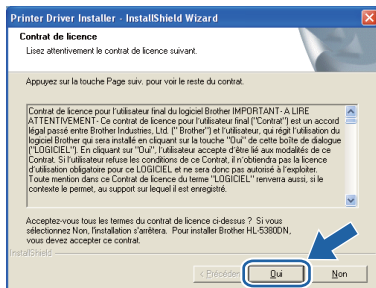 Printer Driver Installer - InstallShield Wizard
Contrat de licence
Lisez attentivement le contrat de licence suivant.
Appuyez sur la touche Page suiv. pour voir le reste du contrat.
Contrat de licence pour l'utilisateur final du logiciel Brother IMPORTANT- A LIRE
ATTENTIVEMENT- Ce contrat de licence pour l'utilisateur final ("Contrat") est un accord
légal passé entre Brother Industries, Ltd. (" Brother") et l'utilisateur, qui régit l'utilisation du
logiciel Brother qui sera installé en cliquant sur la touche "Oui" de cette boîte de dialogue
("LOGICIEL"). En cliquant sur "Oui", l'utilisateur accepte d'être lié aux modalités de ce
Contrat. Si l'utilisateur refuse les conditions de ce Contrat, il n'obtiendra pas la licence
d'utilisation obligatoire pour ce LOGICIEL et ne sera donc pas autorisé à l'exploiter.
Toute mention dans ce Contrat de licence du terme "LOGICIEL" renverra aussi, si le
contexte le permet, au support sur lequel il est enregistré.
Acceptez-vous tous les termes du contrat de licence ci-dessus ? Si vous
sélectionnez Non, l'installation s'arrêtera. Pour installer Brother HL-5380DN,
vous devez accepter ce contrat.
InstallShield
< Précédent
Oui
Non